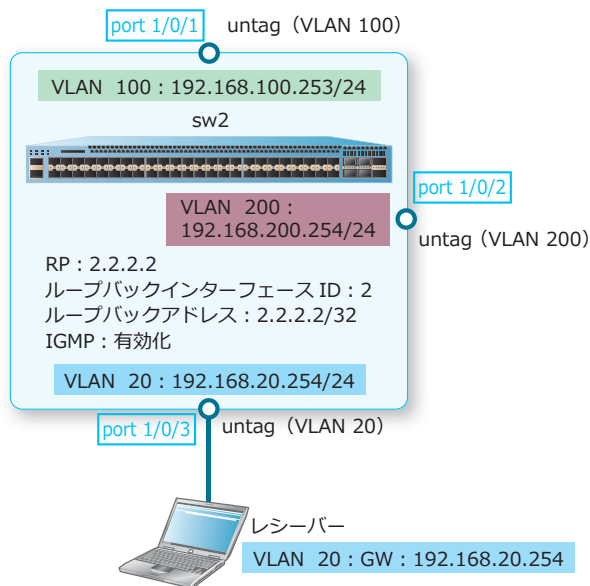 port 1/0/1
untag（VLAN 100）
VLAN 100：192.168.100.253/24
sw2
port 1/0/2
VLAN 200：
192.168.200.254/24
untag（VLAN 200）
RP：2.2.2.2
ループバックインターフェース ID：2
ループバックアドレス：2.2.2.2/32
IGMP：有効化
VLAN 20：192.168.20.254/24
port 1/0/3
untag（VLAN 20）
レシーバー
VLAN 20：GW：192.168.20.254